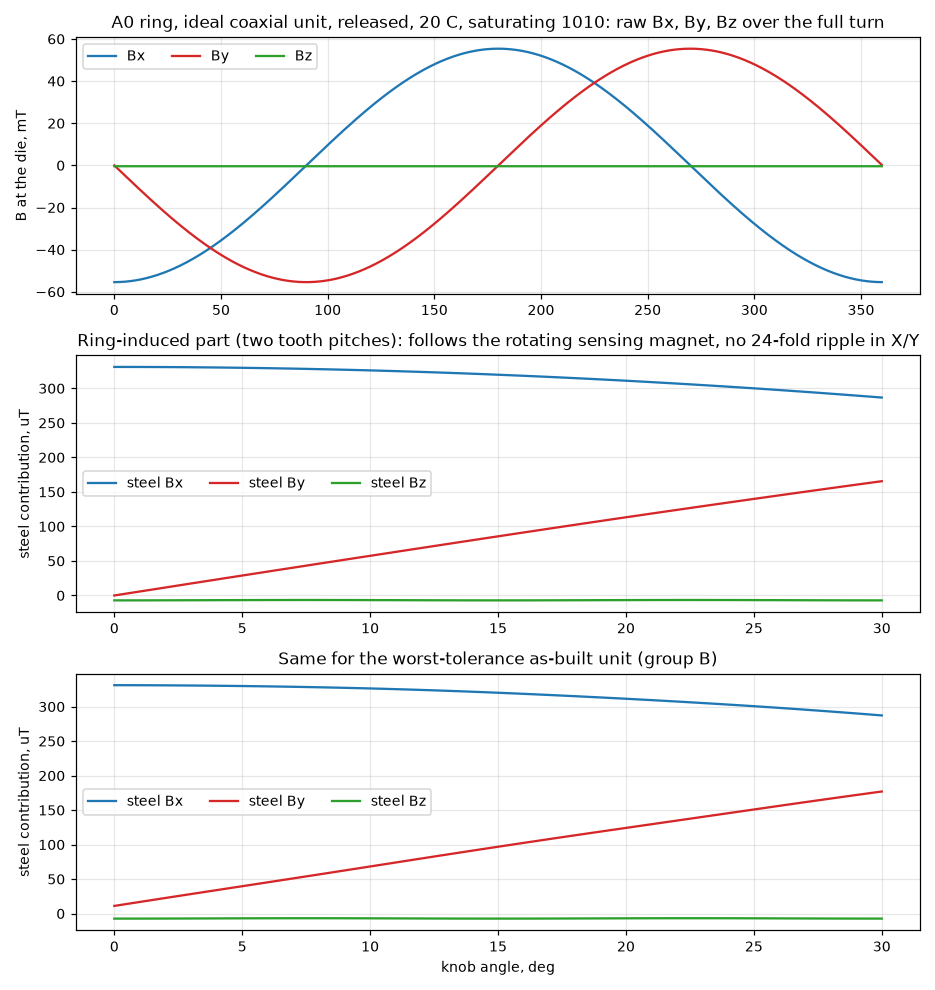 A0 ring, ideal coaxial unit, released, 20 C, saturating 1010: raw Bx, By, Bz over the full turn
60
40
20
0
−20
−40
−60
B at the die, mT
Bx By Bz
0 50 100 150 200 250 300 350
Ring-induced part (two tooth pitches): follows the rotating sensing magnet, no 24-fold ripple in X/Y
300
250
200
150
100
50
0
steel contribution, uT
steel Bx steel By steel Bz
0 5 10 15 20 25 30
Same for the worst-tolerance as-built unit (group B)
300
250
200
150
100
50
0
steel contribution, uT
steel Bx steel By steel Bz
0 5 10 15 20 25 30
knob angle, deg